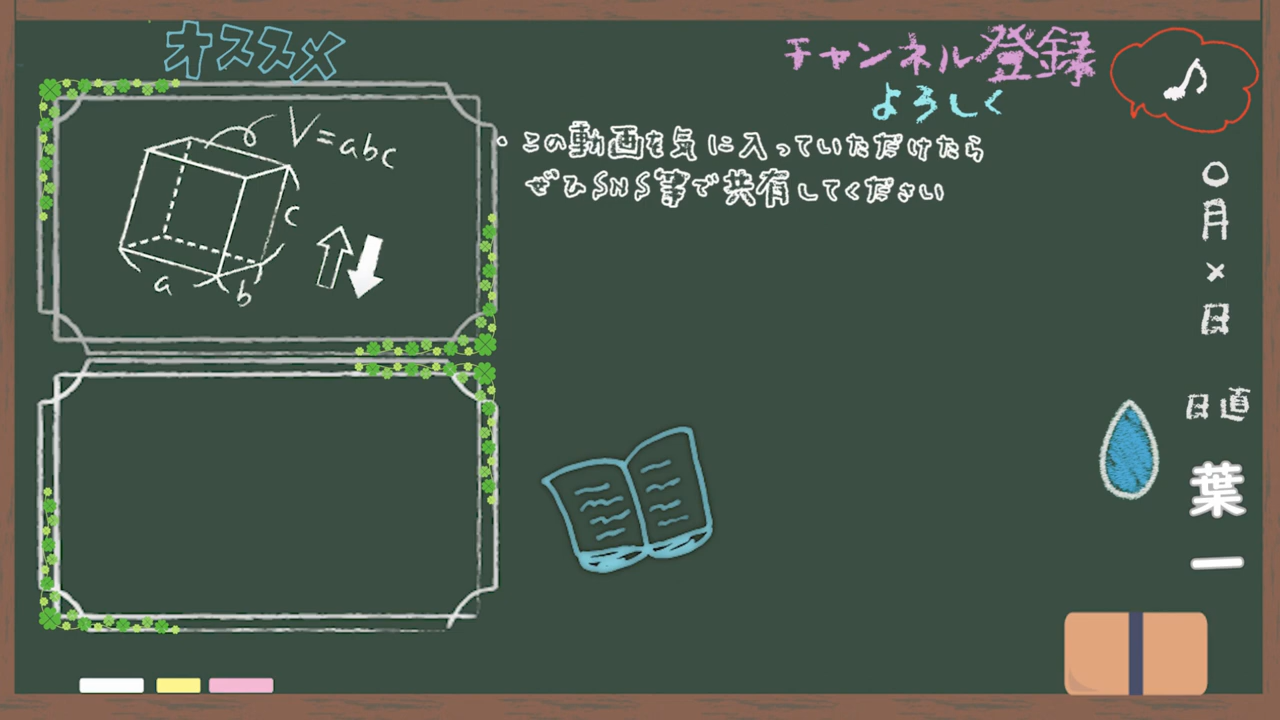 オススメ
チャンネル登録
よろしく
・この動画を気に入っていただけたら
ぜひSNS等で共有してください
V=abc
c
a
b
○月×日
日直
葉一